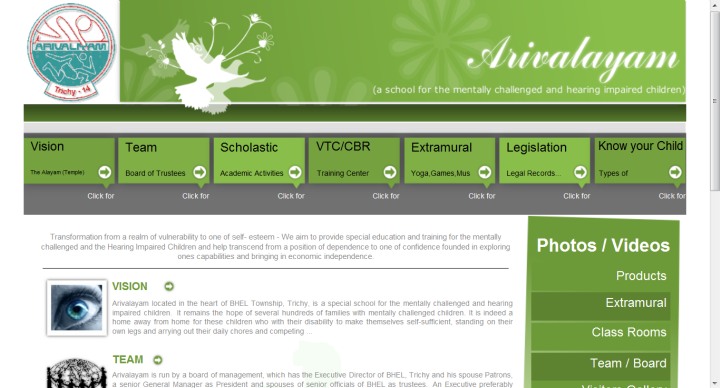 ARIVALAYAM
Trichy - 14
Arivalayam
(a school for the mentally challenged and hearing impaired children)
Vision
Team
Scholastic
VTC/CBR
Extramural
Legislation
Know your Child
The Alayam (Temple)
Board of Trustees
Academic Activities
Training Center
Yoga,Games,Mus
Legal Records...
Types of
Click for
Click for
Click for
Click for
Click for
Click for
Click for
Transformation from a realm of vulnerability to one of self- esteem - We aim to provide special education and training for the mentally
challenged and the Hearing Impaired Children and help transcend from a position of dependence to one of confidence founded in exploring
ones capabilities and bringing in economic independence.
VISION
Arivalayam located in the heart of BHEL Township, Trichy, is a special school for the mentally challenged and hearing
impaired children. It remains the hope of several hundreds of families with mentally challenged children. It is indeed a
home away from home for these children who with their disability to make themselves self-sufficient, standing on their
own legs and arrying out their daily chores and competing ...
TEAM
Arivalayam is run by a board of management, which has the Executive Director of BHEL, Trichy and his spouse Patrons,
a senior General Manager as President and spouses of senior officials of BHEL as trustees. An Executive preferably
Photos / Videos
Products
Extramural
Class Rooms
Team / Board
Visitors Gallery